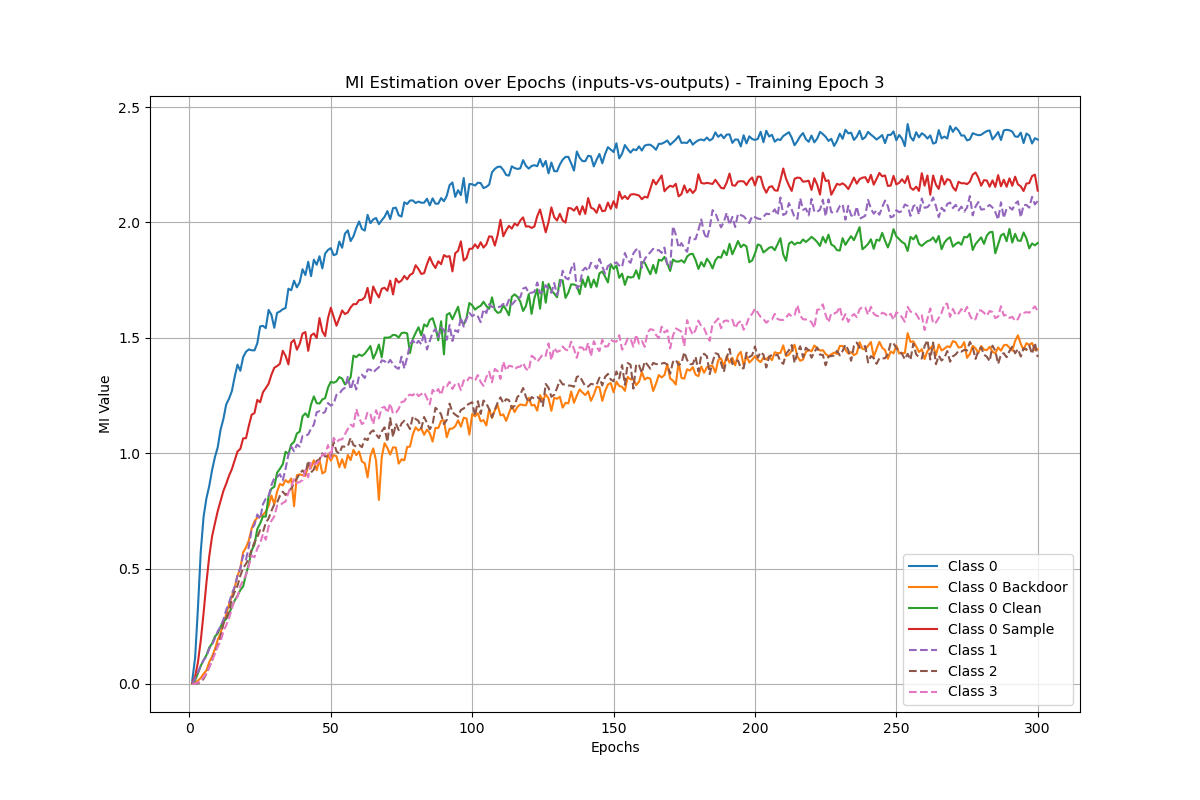 MI Estimation over Epochs (inputs-vs-outputs) - Training Epoch 3
2.5
2.0
1.5
1.0
0.5
0.0
MI Value
0 50 100 150 200 250 300
Epochs
Class 0
Class 0 Backdoor
Class 0 Clean
Class 0 Sample
Class 1
Class 2
Class 3